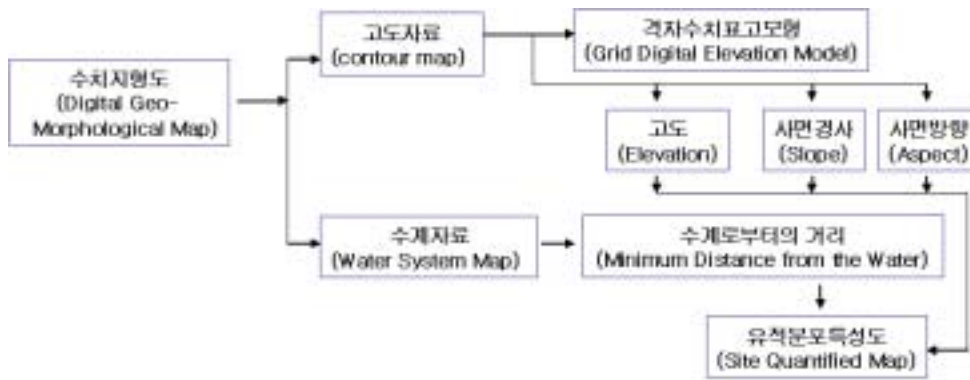 수치지형도
(Digital Geo-
Morphological Map)
고도자료
(contour map)
격자수치표고모형
(Grid Digital Elevation Model)
고도
(Elevation)
사면경사
(Slope)
사면방향
(Aspect)
수계자료
(Water System Map)
수계로부터의 거리
(Minimum Distance from the Water)
유적분포특성도
(Site Quantified Map)